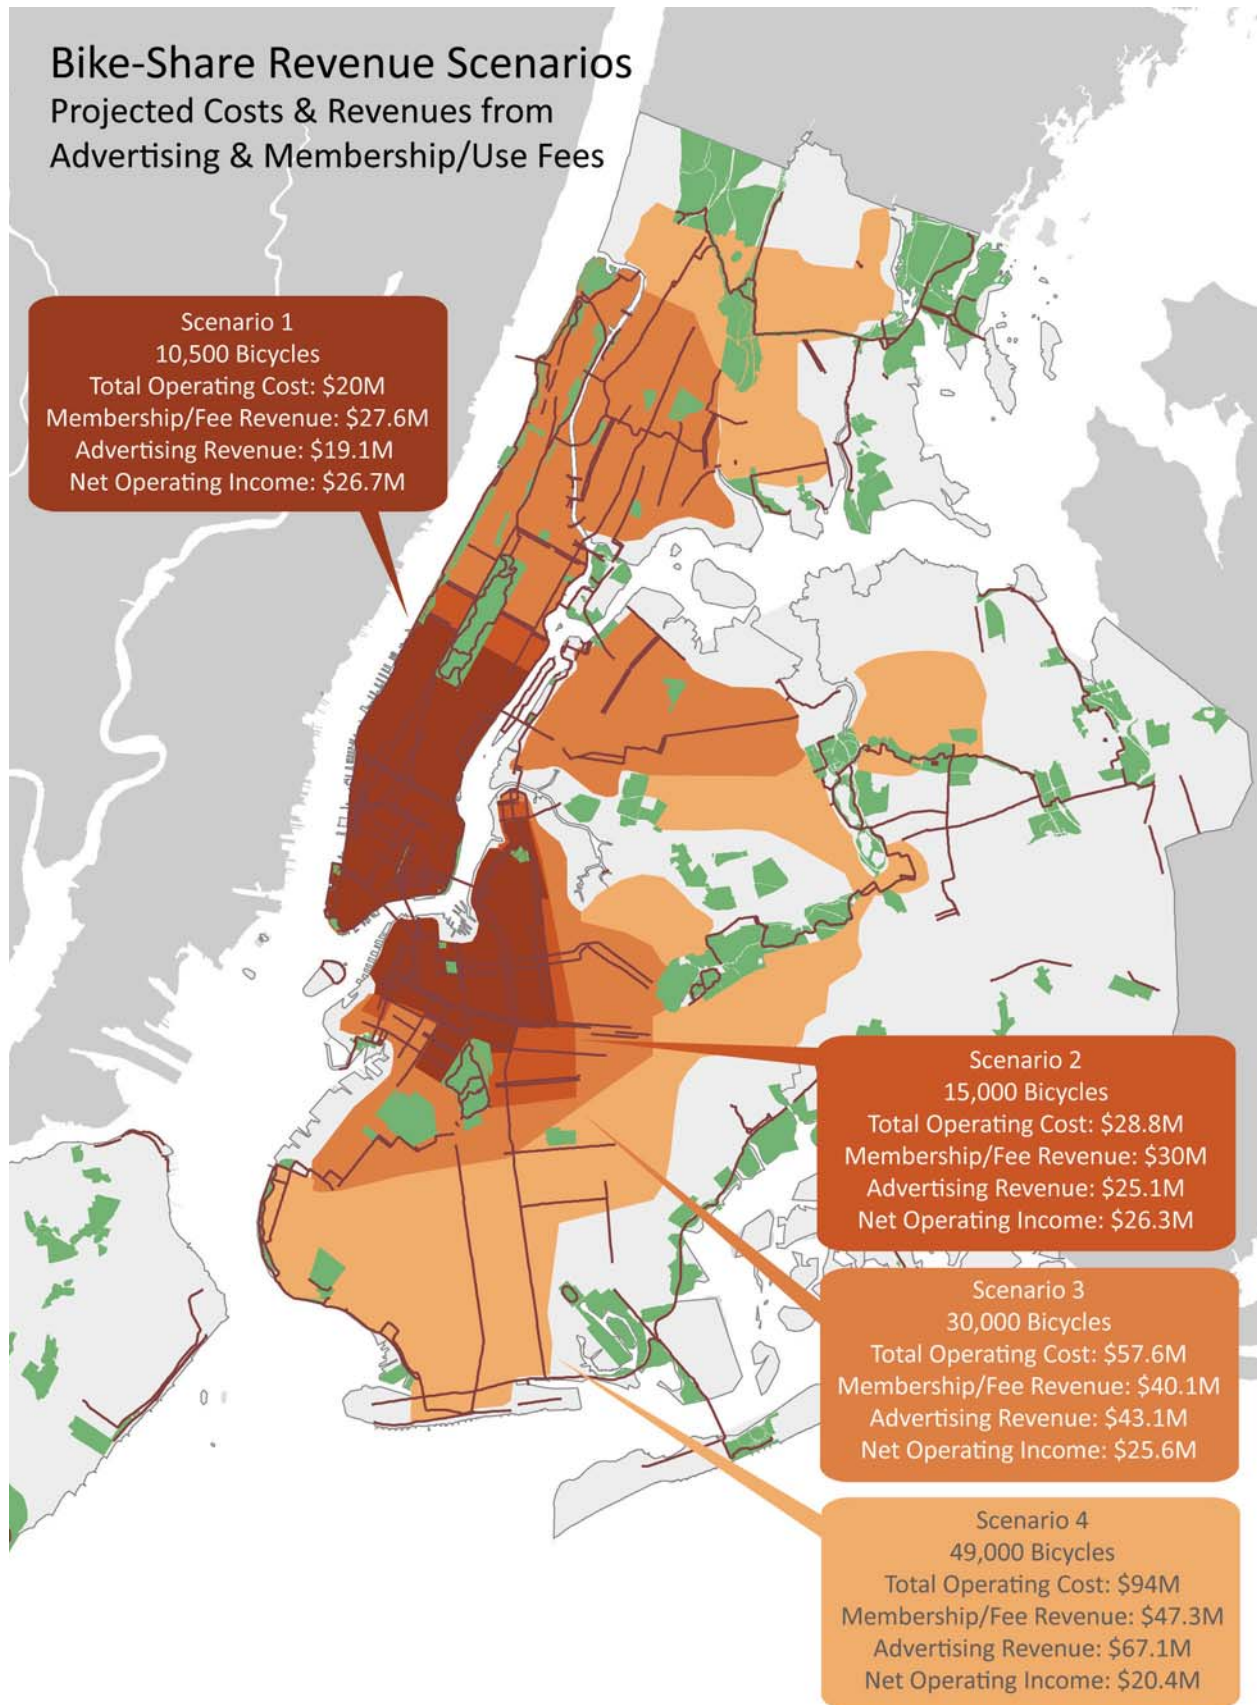 Bike-Share Revenue Scenarios
Projected Costs & Revenues from
Advertising & Membership/Use Fees
Scenario 1
10,500 Bicycles
Total Operating Cost: $20M
Membership/Fee Revenue: $27.6M
Advertising Revenue: $19.1M
Net Operating Income: $26.7M
Scenario 2
15,000 Bicycles
Total Operating Cost: $28.8M
Membership/Fee Revenue: $30M
Advertising Revenue: $25.1M
Net Operating Income: $26.3M
Scenario 3
30,000 Bicycles
Total Operating Cost: $57.6M
Membership/Fee Revenue: $40.1M
Advertising Revenue: $43.1M
Net Operating Income: $25.6M
Scenario 4
49,000 Bicycles
Total Operating Cost: $94M
Membership/Fee Revenue: $47.3M
Advertising Revenue: $67.1M
Net Operating Income: $20.4M